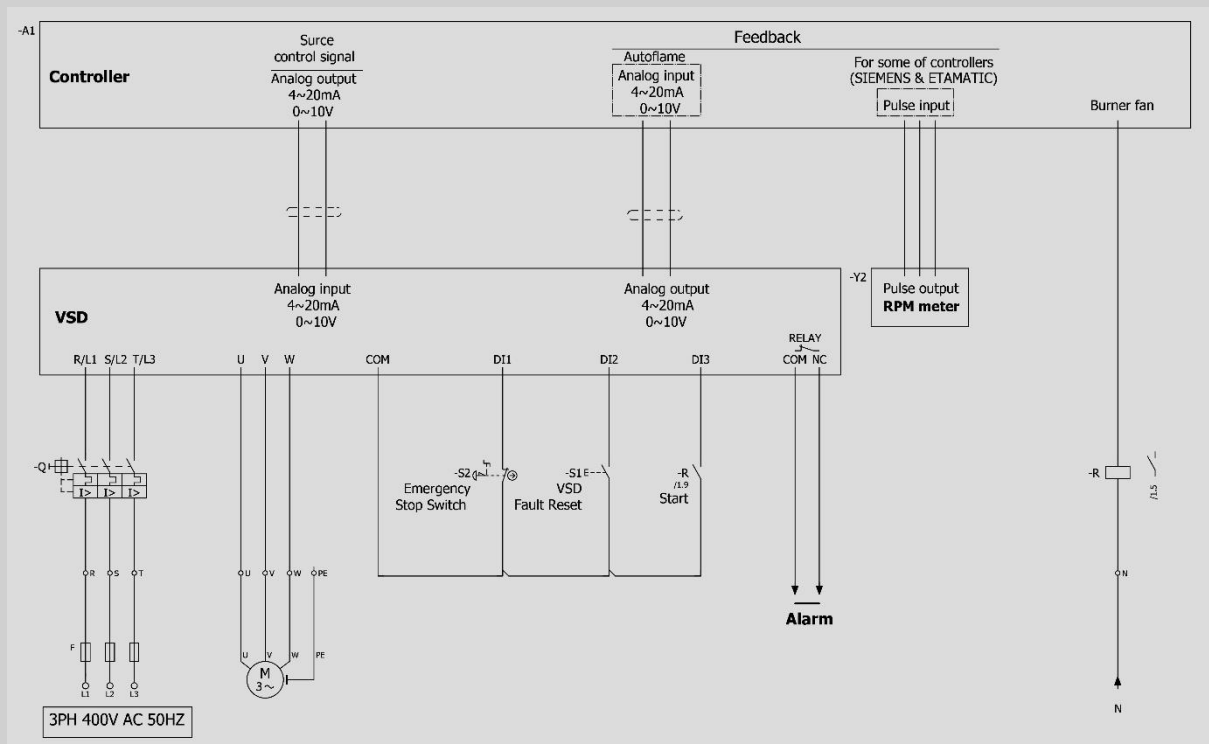 -A1
Controller
Surce
control signal
Analog output
4~20mA
0~10V
Feedback
Autoflame
Analog input
4~20mA
0~10V
For some of controllers
(SIEMENS & ETAMATIC)
Pulse input
Burner fan
VSD
Analog input
4~20mA
0~10V
Analog output
4~20mA
0~10V
-Y2
Pulse output
RPM meter
RELAY
R/L1 S/L2 T/L3 U V W COM DI1 DI2 DI3 COM NC
-Q
I> I> I>
-S2
Emergency
Stop Switch
-S1
VSD
Fault Reset
-R
/1.9
Start
-R
/1.5
R S T U V W PE
N
Alarm
F
U V W PE
M
3~
L1 L2 L3
N
3PH 400V AC 50HZ